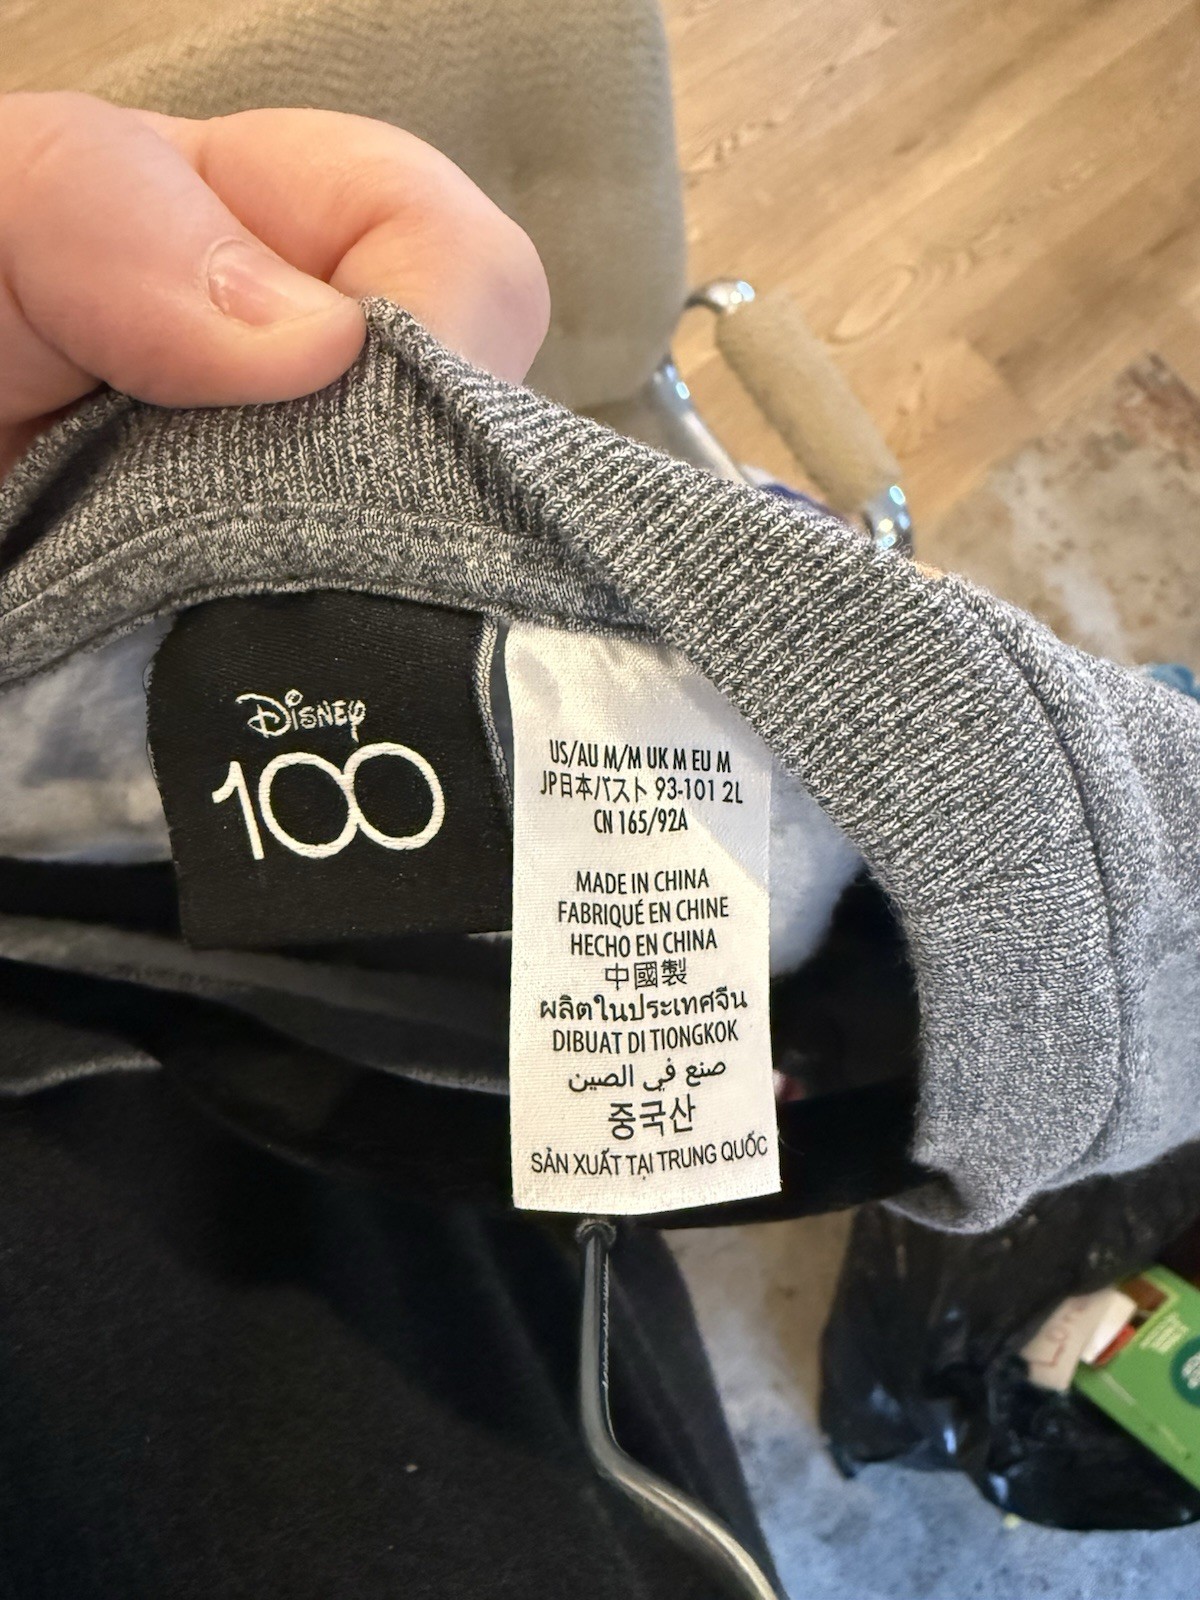 Disney
100
US/AU M/M UK M EU M
JP日本バスト 93-101 2L
CN 165/92A
MADE IN CHINA
FABRIQUÉ EN CHINE
HECHO EN CHINA
中國製
ผลิตในประเทศจีน
DIBUAT DI TIONGKOK
صنع في الصين
중국산
SẢN XUẤT TẠI TRUNG QUỐC